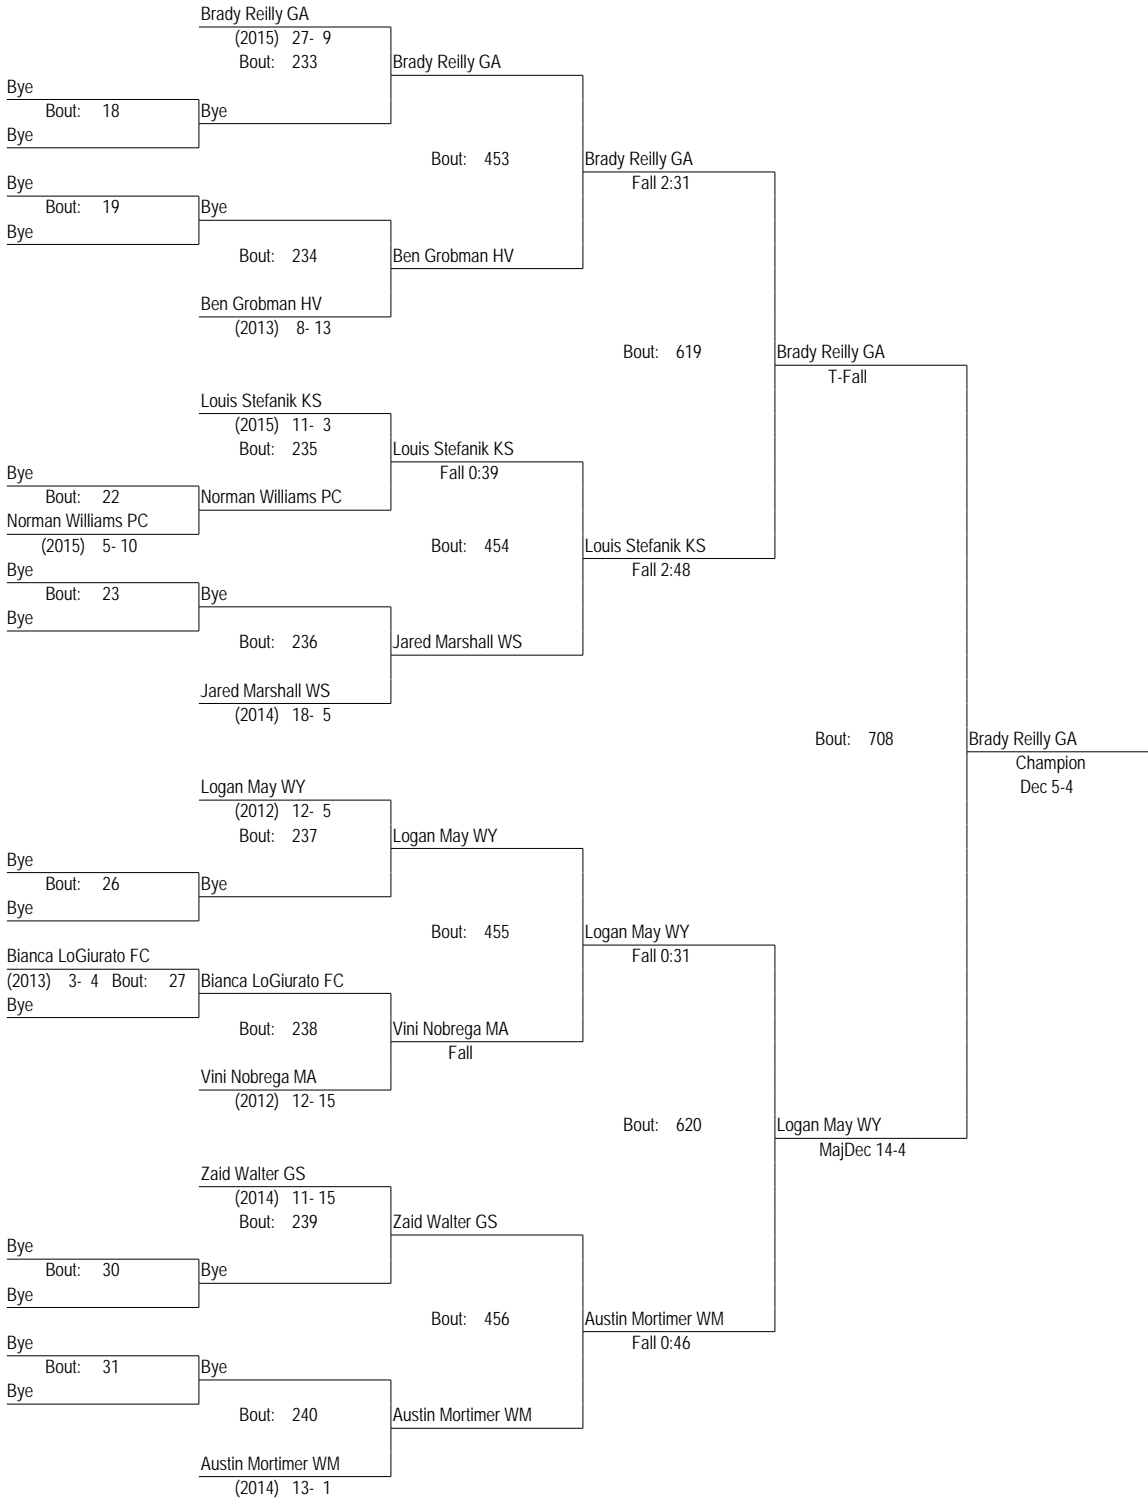 Brady Reilly GA
(2015) 27- 9
Bout: 233
Brady Reilly GA
Bye
Bout: 18
Bye
Bye
Bout: 453
Brady Reilly GA
Fall 2:31
Bye
Bout: 19
Bye
Bye
Bout: 234
Ben Grobman HV
Ben Grobman HV
(2013) 8- 13
Bout: 619
Brady Reilly GA
T-Fall
Louis Stefanik KS
(2015) 11- 3
Bout: 235
Louis Stefanik KS
Fall 0:39
Bye
Bout: 22
Norman Williams PC
Norman Williams PC
(2015) 5- 10
Bout: 454
Louis Stefanik KS
Fall 2:48
Bye
Bout: 23
Bye
Bye
Bout: 236
Jared Marshall WS
Jared Marshall WS
(2014) 18- 5
Bout: 708
Brady Reilly GA
Champion
Dec 5-4
Logan May WY
(2012) 12- 5
Bout: 237
Logan May WY
Bye
Bout: 26
Bye
Bye
Bout: 455
Logan May WY
Fall 0:31
Bianca LoGiurato FC
(2013) 3- 4 Bout: 27
Bianca LoGiurato FC
Bye
Bout: 238
Vini Nobrega MA
Fall
Vini Nobrega MA
(2012) 12- 15
Bout: 620
Logan May WY
MajDec 14-4
Zaid Walter GS
(2014) 11- 15
Bout: 239
Zaid Walter GS
Bye
Bout: 30
Bye
Bye
Bout: 456
Austin Mortimer WM
Fall 0:46
Bye
Bout: 31
Bye
Bye
Bout: 240
Austin Mortimer WM
Austin Mortimer WM
(2014) 13- 1